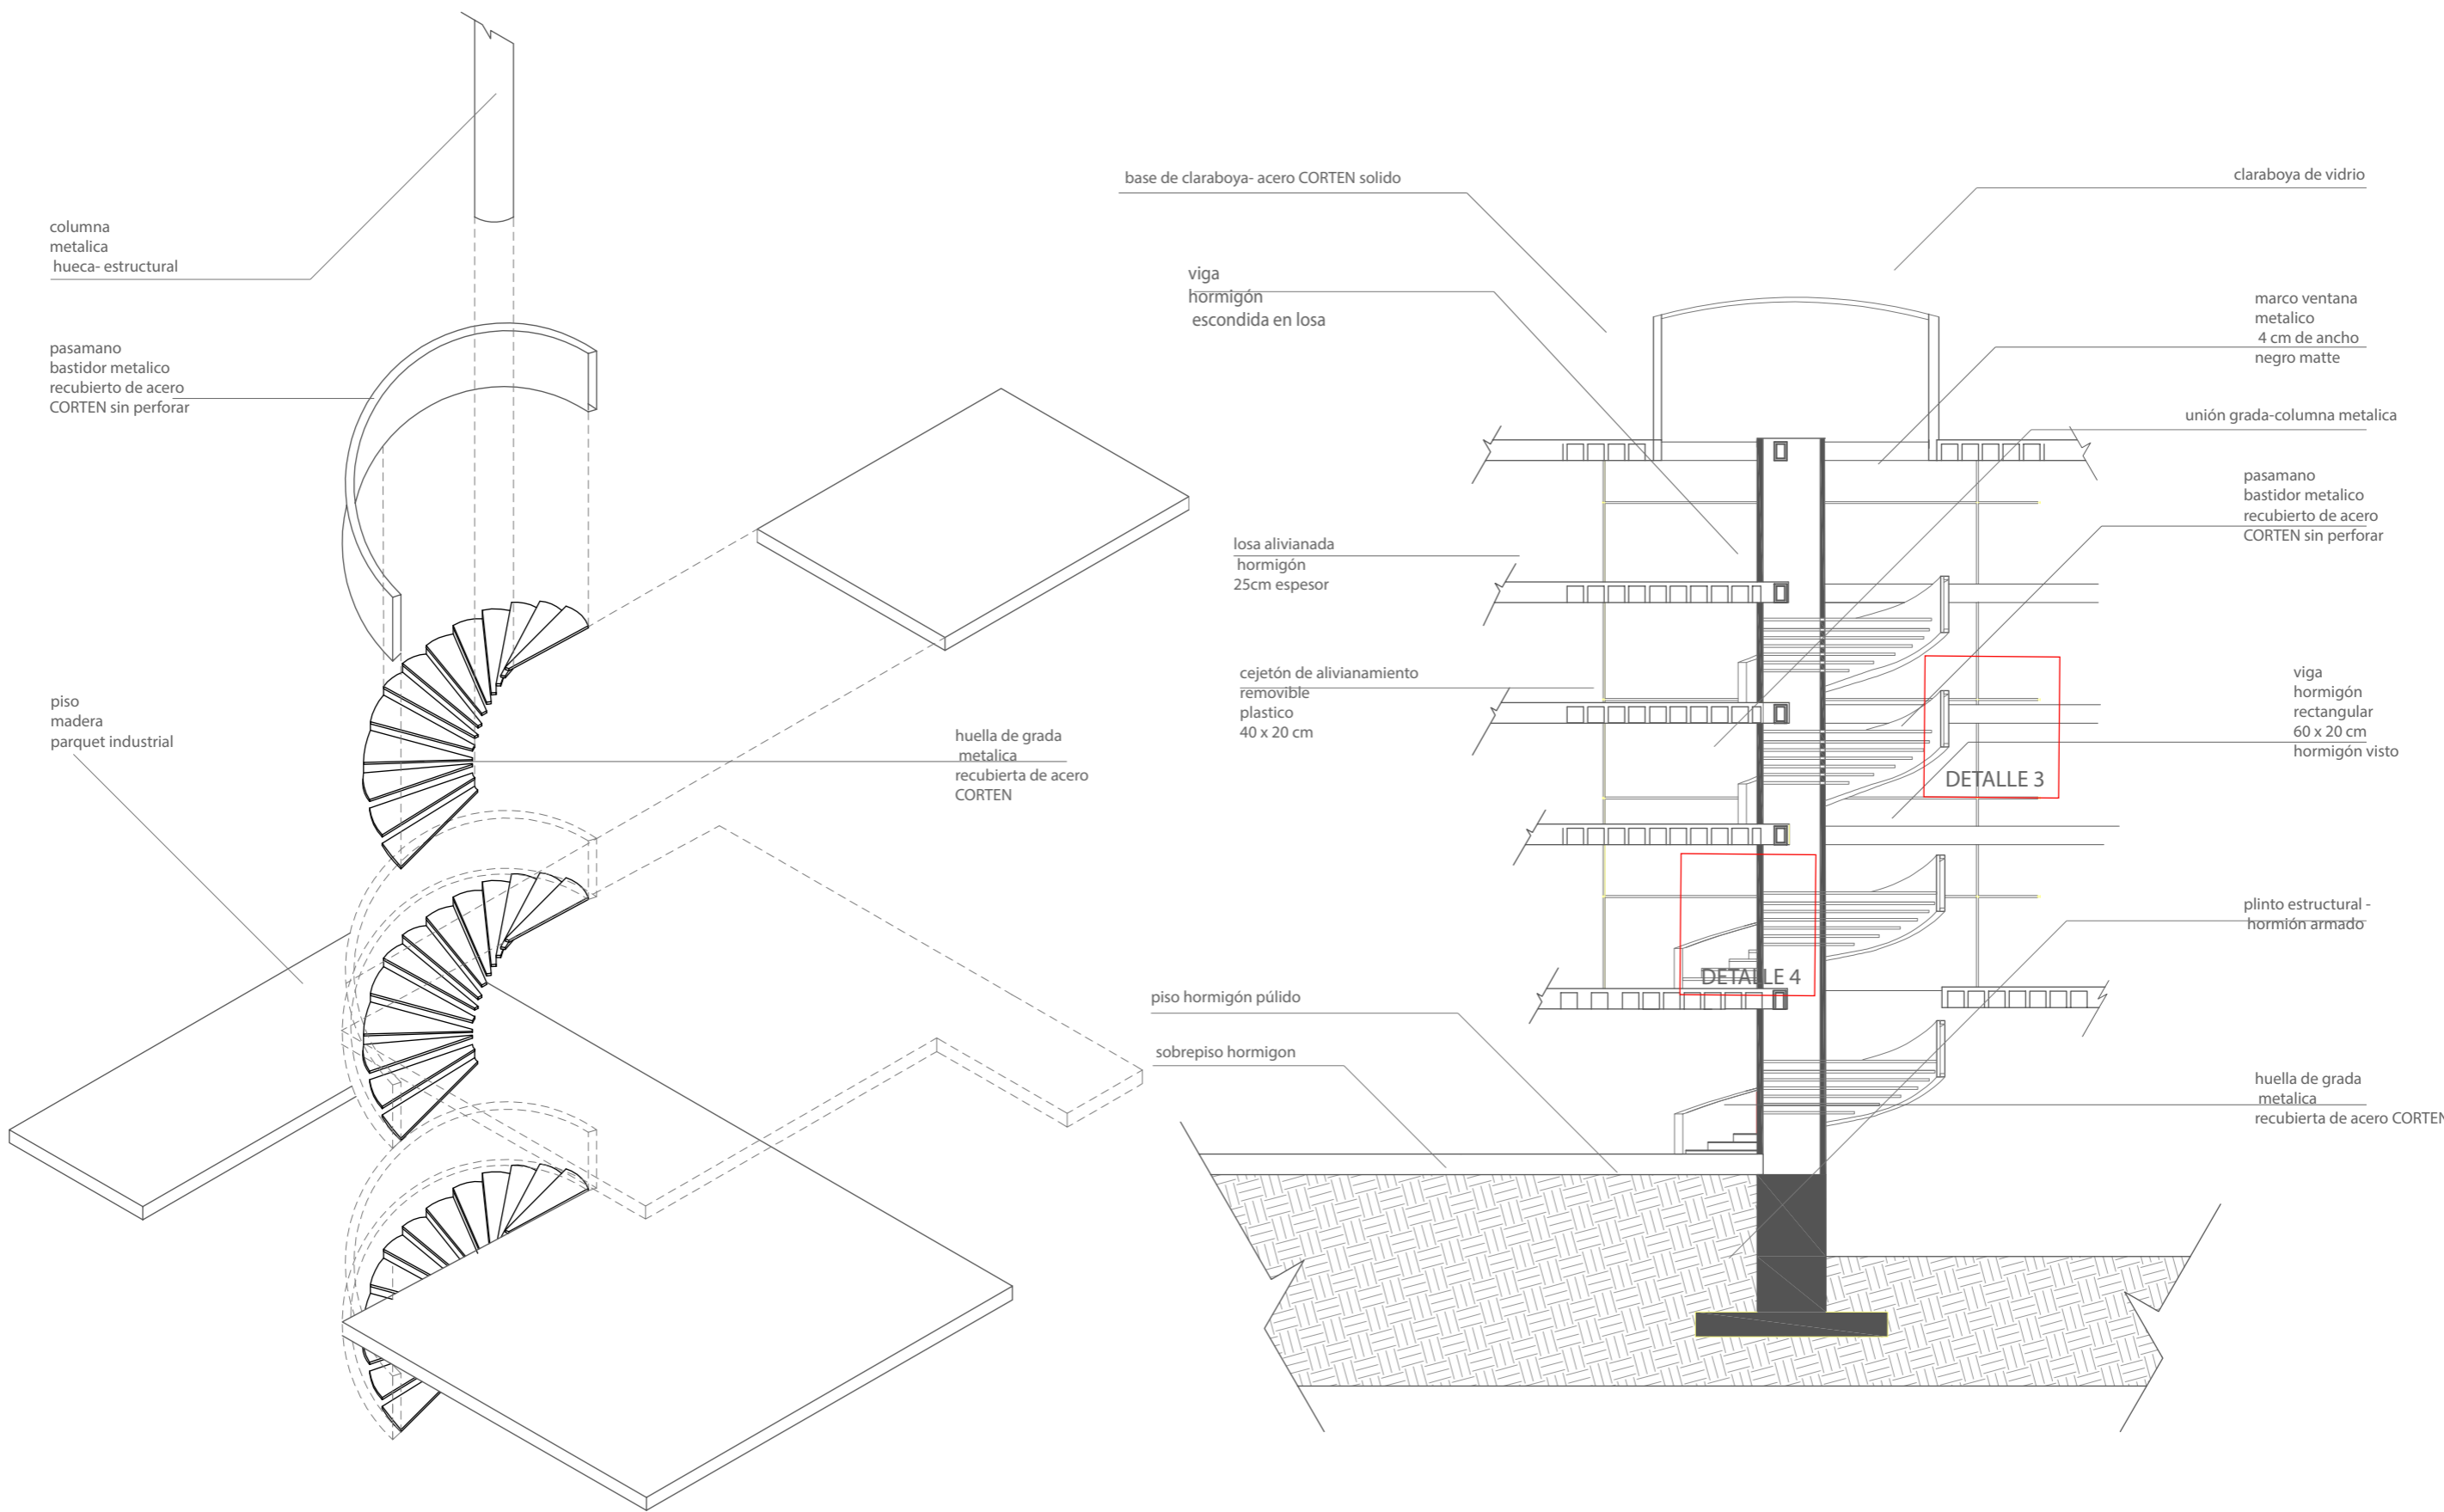 columna
metalica
hueca- estructural
pasamano
bastidor metalico
recubierto de acero
CORTEN sin perforar
piso
madera
parquet industrial
huella de grada
metalica
recubierta de acero
CORTEN
base de claraboya- acero CORTEN solido
viga
hormigón
escondida en losa
losa alivianada
hormigón
25cm espesor
cejetón de alivianamiento
removible
plastico
40 x 20 cm
piso hormigón púlido
sobrepiso hormigon
claraboya de vidrio
marco ventana
metalico
4 cm de ancho
negro matte
unión grada-columna metalica
pasamano
bastidor metalico
recubierto de acero
CORTEN sin perforar
viga
hormigón
rectangular
60 x 20 cm
hormigón visto
DETALLE 3
DETALLE 4
plinto estructural -
hormión armado
huella de grada
metalica
recubierta de acero CORTEN